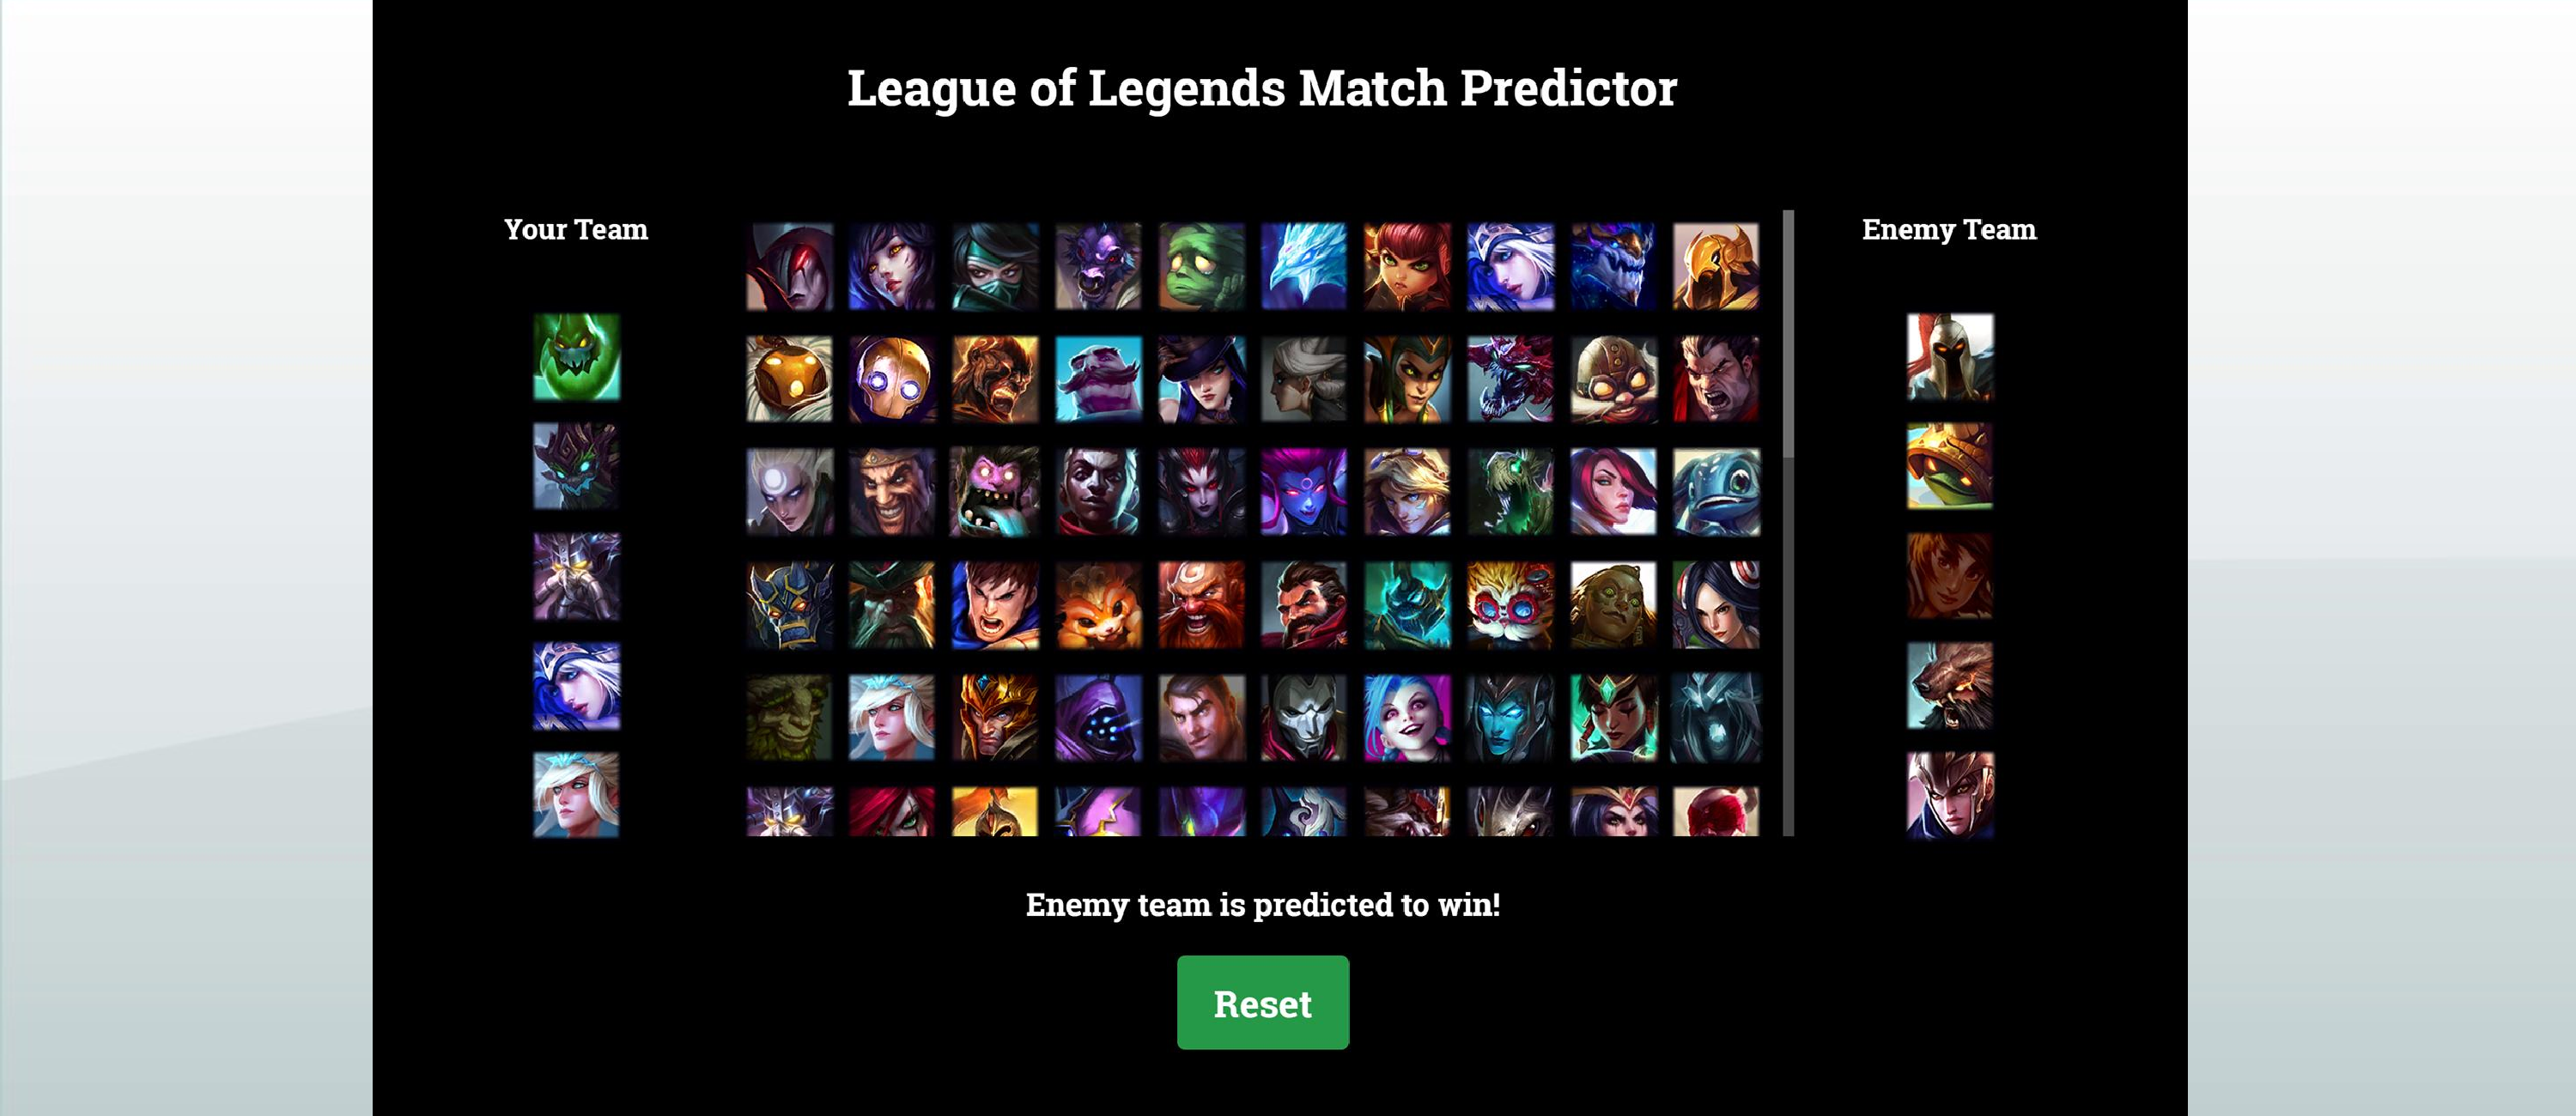 League of Legends Match Predictor
Your Team
Enemy Team
Enemy team is predicted to win!
Reset